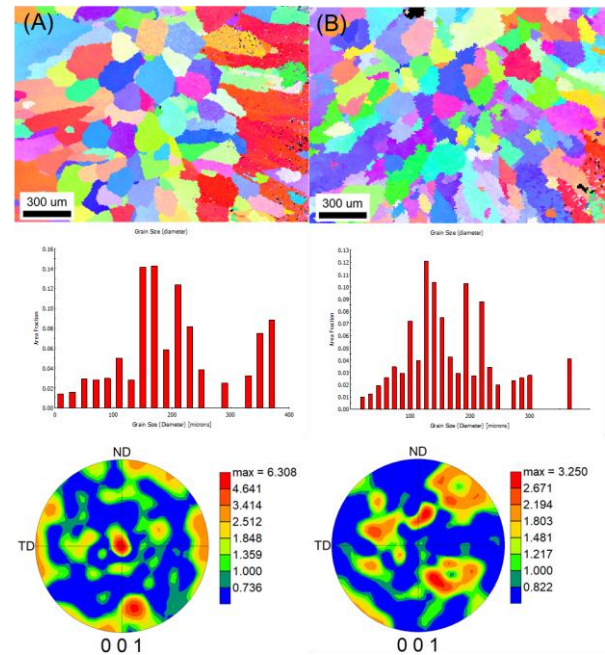 (A)
(B)
300 um
300 um
Grain Size (diameter)
Grain Size (diameter)
0.16
0.14
0.12
0.10
0.08
0.06
0.04
0.02
0.00
Area Fraction
0
100
200
300
400
Grain Size (Diameter) [microns]
0.13
0.12
0.11
0.10
0.09
0.08
0.07
0.06
0.05
0.04
0.03
0.02
0.01
0.00
Area Fraction
100
200
300
Grain Size (Diameter) [microns]
ND
TD
max = 6.308
4.641
3.414
2.512
1.848
1.359
1.000
0.736
0 0 1
ND
TD
max = 3.250
2.671
2.194
1.803
1.481
1.217
1.000
0.822
0 0 1